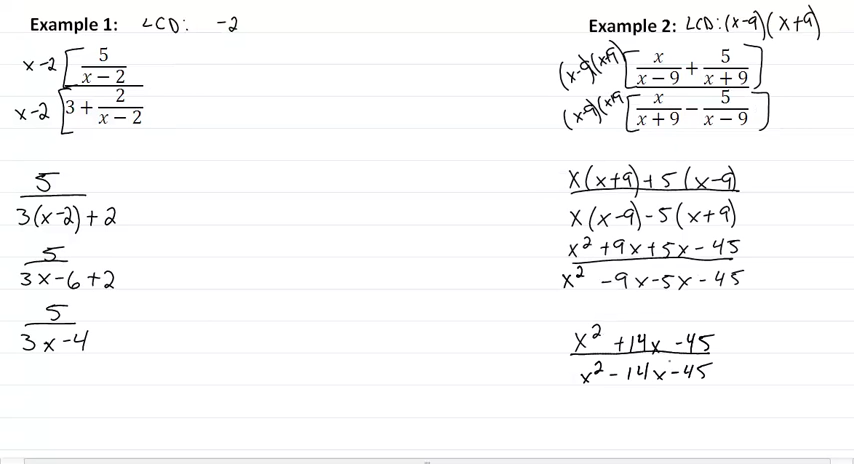 Example 1: LCD: -2
x-2 [ 5 / (x − 2) ]
x-2 [ 3 + 2 / (x − 2)
5 / (3(x-2)+2)
5 / (3x-6+2)
5 / (3x-4)
Example 2: LCD: (x-9)(x+9)
(x-9)(x+9) [ x / (x − 9) + 5 / (x + 9) ]
(x-9)(x+9 [ x / (x + 9) − 5 / (x − 9) ]
x(x+9)+5(x-9)
x(x-9)-5(x+9)
x² +9x+5x-45
x² -9x-5x-45
x² +14x -45
x² -14x-45